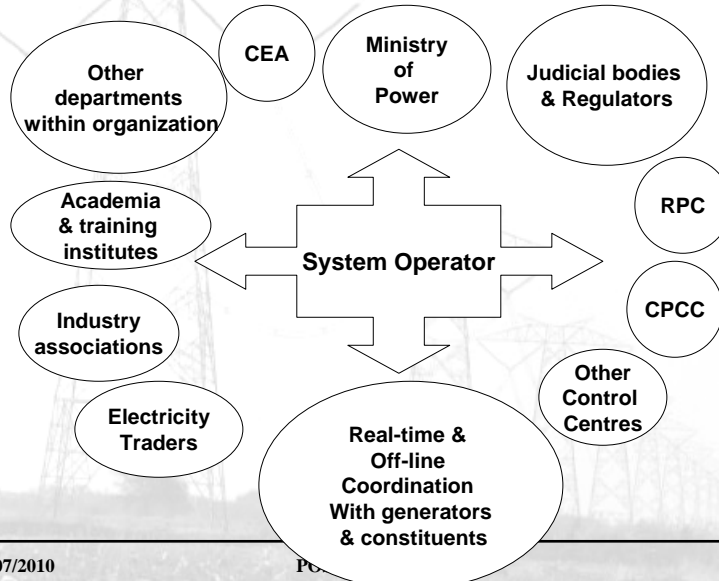 CEA
Ministry
of
Power
Judicial bodies
& Regulators
Other
departments
within organization
Academia
& training
institutes
RPC
System Operator
CPCC
Industry
associations
Other
Control
Centres
Electricity
Traders
Real-time &
Off-line
Coordination
With generators
& constituents
07/2010